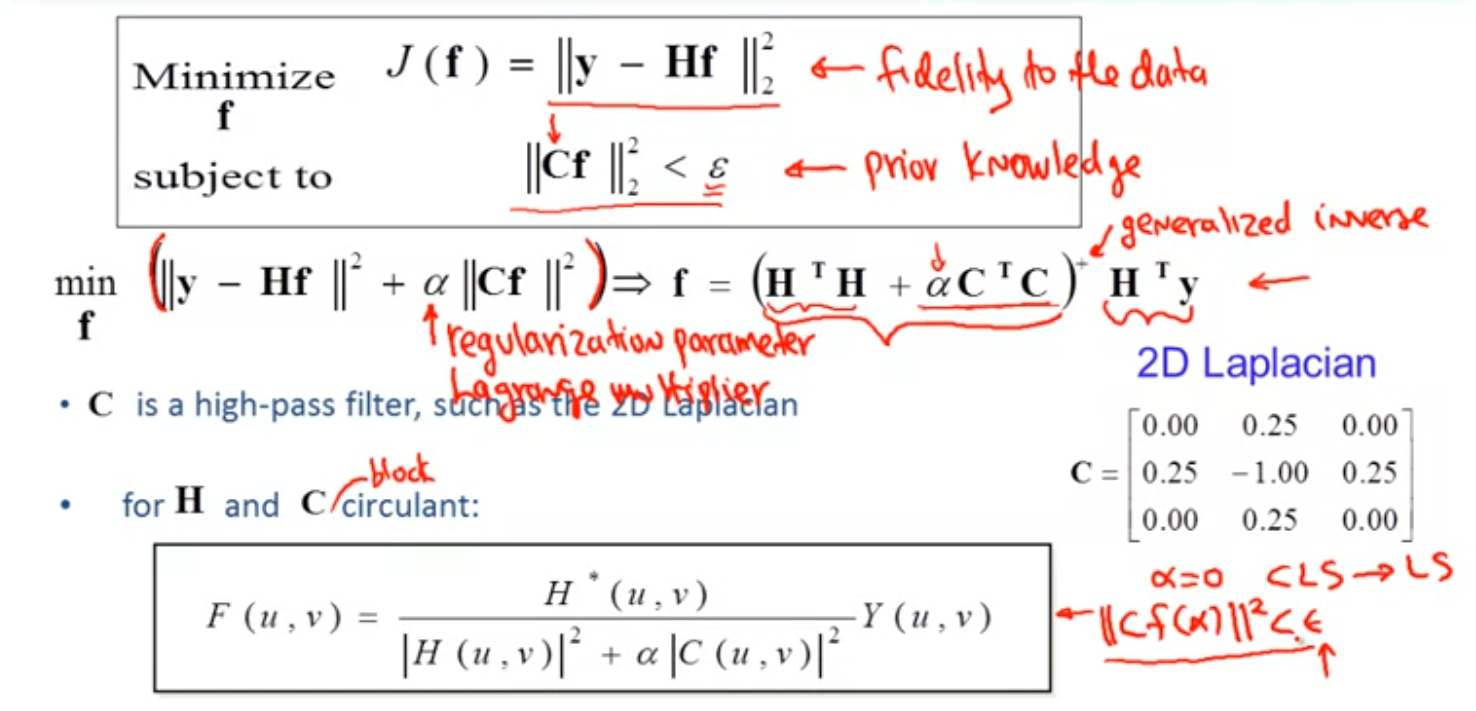 Minimize J(f) = ||y − Hf||₂² ← fidelity to the data
f
subject to ||Cf||₂² < ε ← prior knowledge
generalized inverse
min (||y − Hf||² + α||Cf||²) ⇒ f = (HᵀH + αCᵀC)⁺ Hᵀy ←
f
regularization parameter
Lagrange multiplier
2D Laplacian
• C is a high-pass filter, such as the 2D Laplacian
C = [0.00 0.25 0.00
0.25 −1.00 0.25
0.00 0.25 0.00]
block
• for H and C circulant:
α=0 CLS → LS
F(u,v) = H*(u,v) / (|H(u,v)|² + α|C(u,v)|²) Y(u,v) ← ||Cf(α)||² < ε